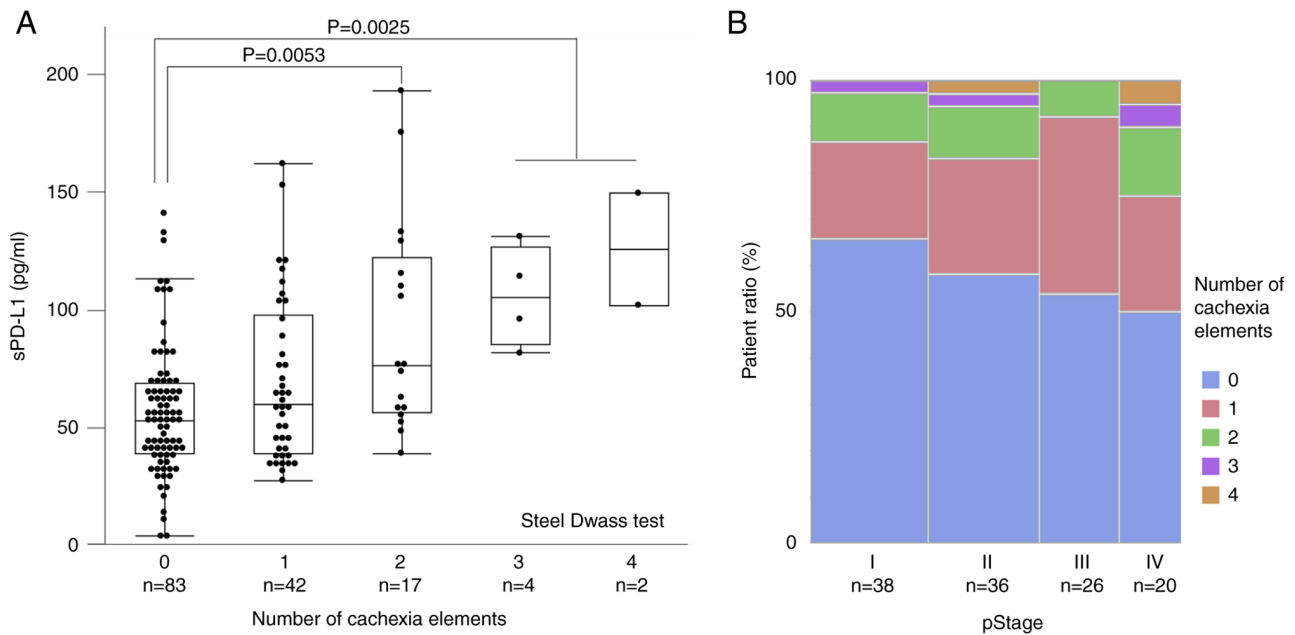 A
P=0.0025
P=0.0053
200
150
100
50
0
sPD-L1 (pg/ml)
Steel Dwass test
0 1 2 3 4
n=83 n=42 n=17 n=4 n=2
Number of cachexia elements
B
100
50
0
Patient ratio (%)
I II III IV
n=38 n=36 n=26 n=20
pStage
Number of
cachexia
elements
0
1
2
3
4